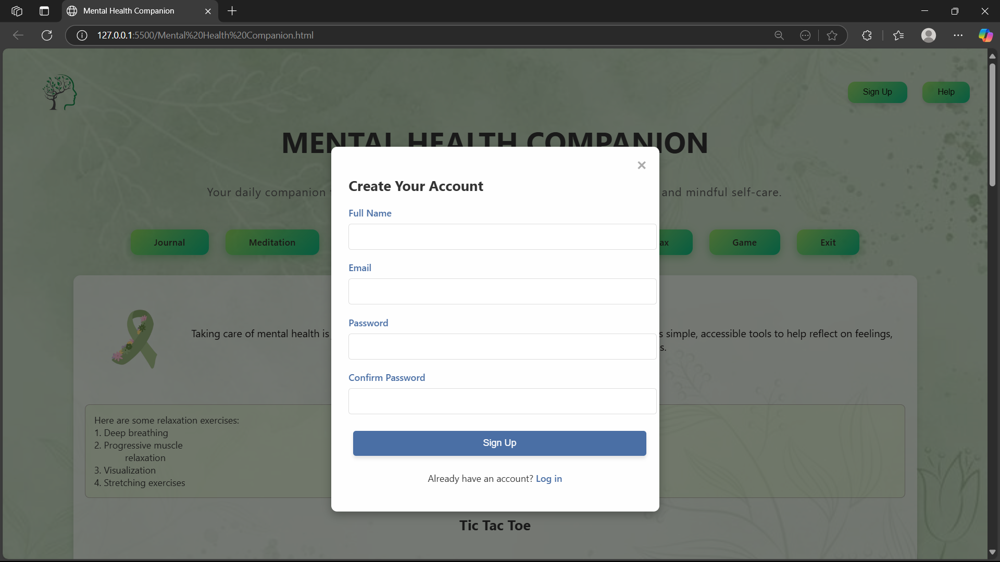 Mental Health Companion
127.0.0.1:5500/Mental%20Health%20Companion.html
Sign Up
Help
MENTAL HEALTH COMPANION
Your daily companion
and mindful self-care.
Journal
Meditation
ax
Game
Exit
Taking care of mental health is
s simple, accessible tools to help reflect on feelings,
s.
Here are some relaxation exercises:
1. Deep breathing
2. Progressive muscle
relaxation
3. Visualization
4. Stretching exercises
Tic Tac Toe
×
Create Your Account
Full Name
Email
Password
Confirm Password
Sign Up
Already have an account? Log in